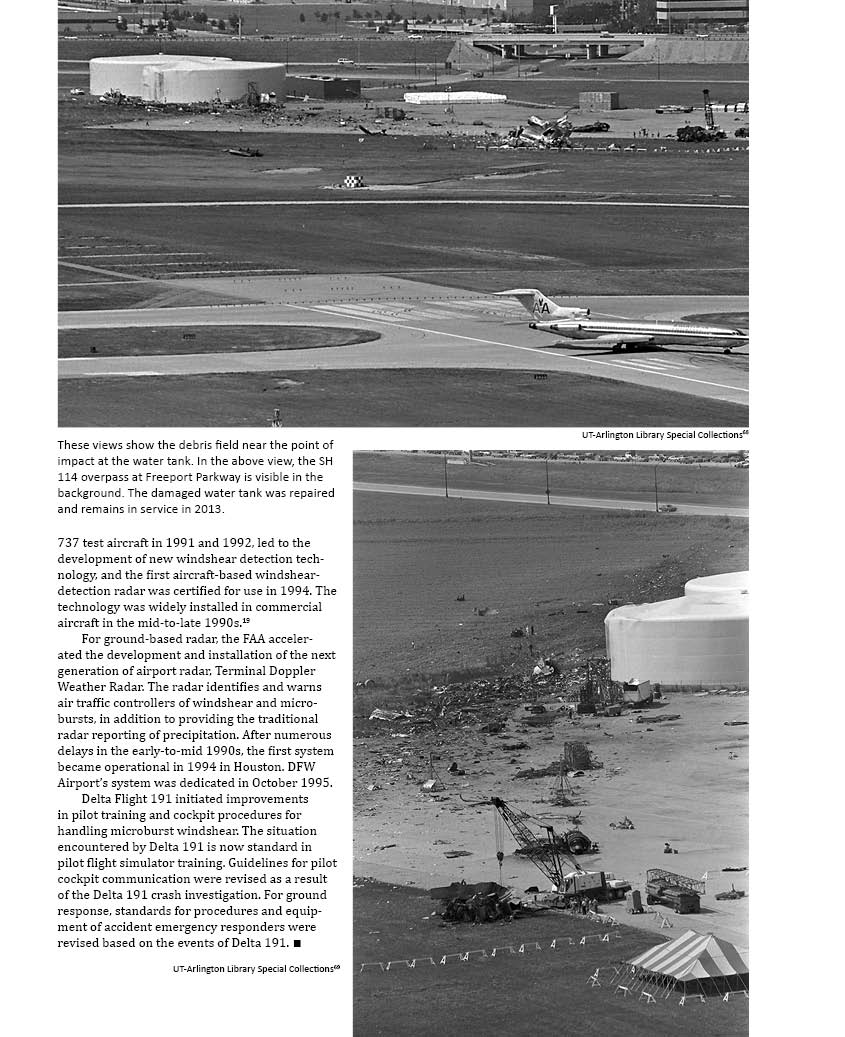 AA
UT-Arlington Library Special Collections⁶⁸
These views show the debris field near the point of
impact at the water tank. In the above view, the SH
114 overpass at Freeport Parkway is visible in the
background. The damaged water tank was repaired
and remains in service in 2013.
737 test aircraft in 1991 and 1992, led to the
development of new windshear detection tech-
nology, and the first aircraft-based windshear-
detection radar was certified for use in 1994. The
technology was widely installed in commercial
aircraft in the mid-to-late 1990s.¹⁹
For ground-based radar, the FAA acceler-
ated the development and installation of the next
generation of airport radar, Terminal Doppler
Weather Radar. The radar identifies and warns
air traffic controllers of windshear and micro-
bursts, in addition to providing the traditional
radar reporting of precipitation. After numerous
delays in the early-to-mid 1990s, the first system
became operational in 1994 in Houston. DFW
Airport's system was dedicated in October 1995.
Delta Flight 191 initiated improvements
in pilot training and cockpit procedures for
handling microburst windshear. The situation
encountered by Delta 191 is now standard in
pilot flight simulator training. Guidelines for pilot
cockpit communication were revised as a result
of the Delta 191 crash investigation. For ground
response, standards for procedures and equip-
ment of accident emergency responders were
revised based on the events of Delta 191. ■
UT-Arlington Library Special Collections⁶⁹